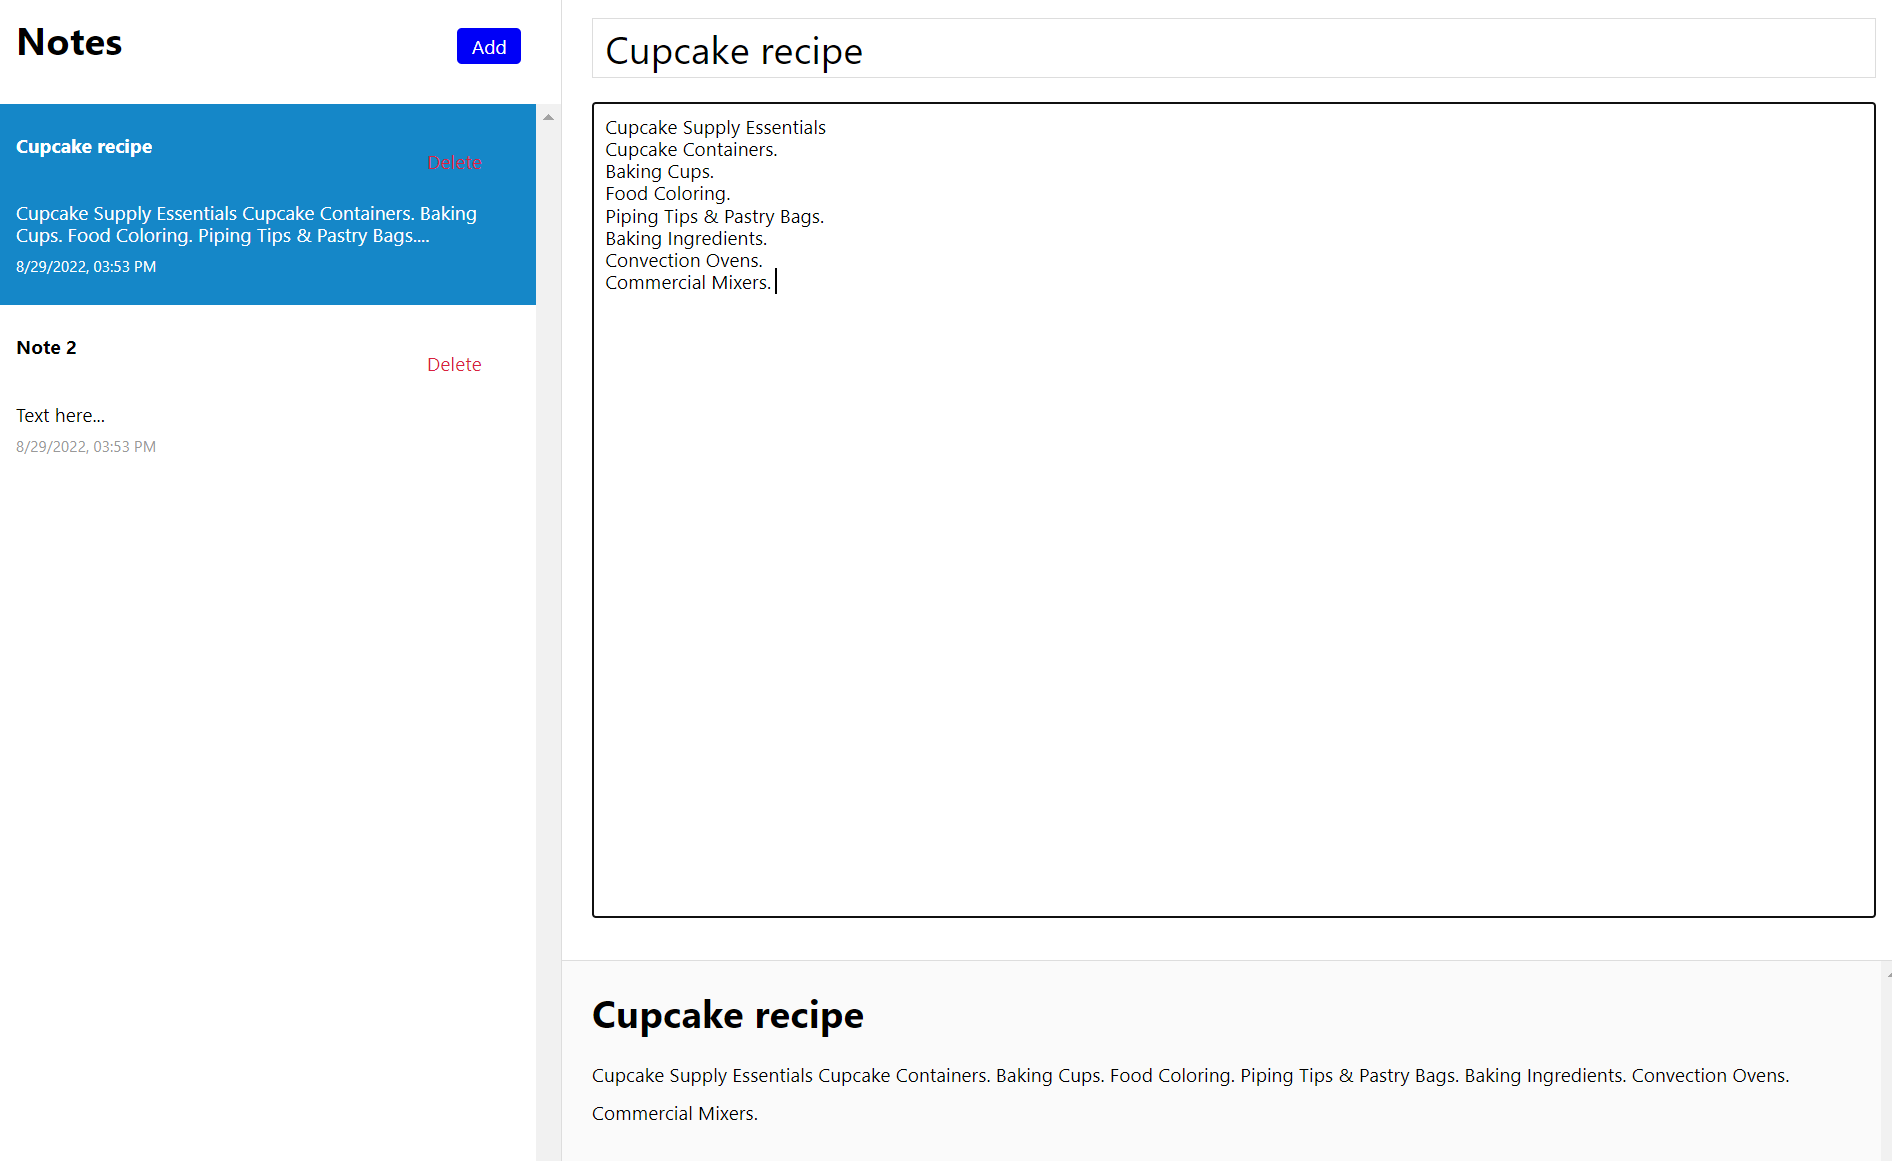 Notes
Add
Cupcake recipe
Delete
Cupcake Supply Essentials Cupcake Containers. Baking
Cups. Food Coloring. Piping Tips & Pastry Bags....
8/29/2022, 03:53 PM
Note 2
Delete
Text here...
8/29/2022, 03:53 PM
Cupcake recipe
Cupcake Supply Essentials
Cupcake Containers.
Baking Cups.
Food Coloring.
Piping Tips & Pastry Bags.
Baking Ingredients.
Convection Ovens.
Commercial Mixers.
Cupcake recipe
Cupcake Supply Essentials Cupcake Containers. Baking Cups. Food Coloring. Piping Tips & Pastry Bags. Baking Ingredients. Convection Ovens.
Commercial Mixers.